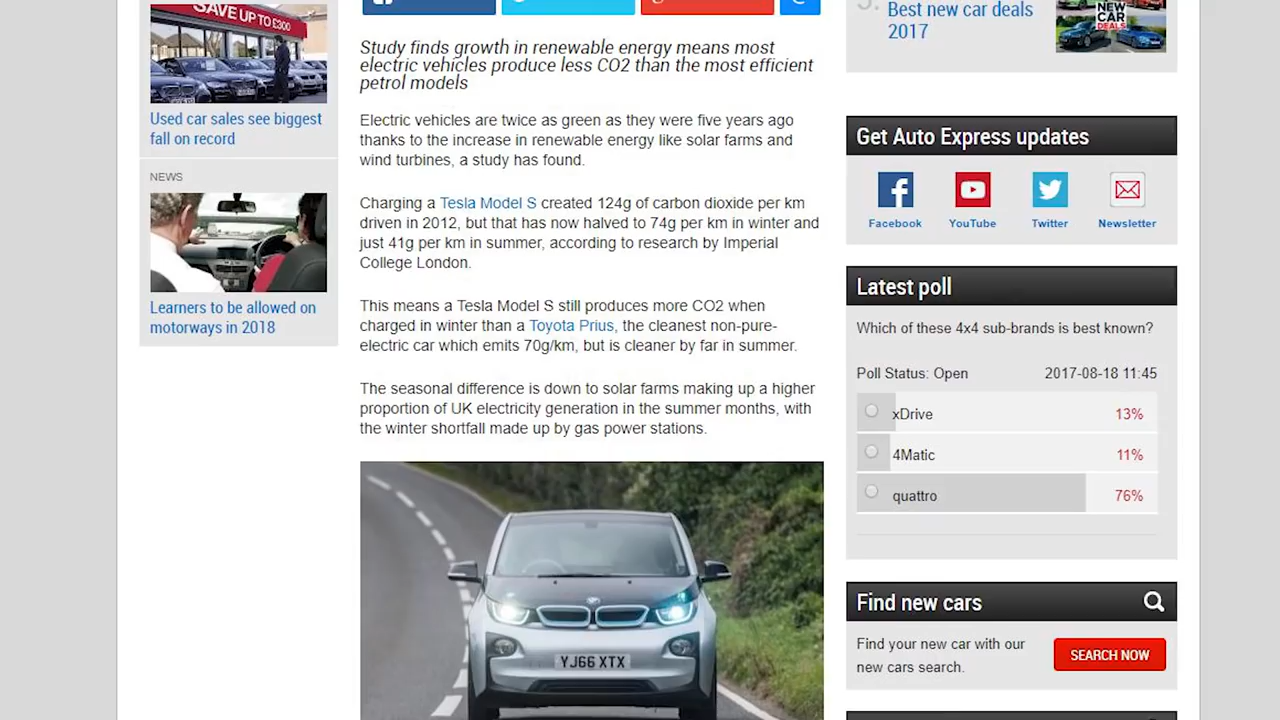 SAVE UP TO £300
Used car sales see biggest
fall on record
NEWS
Learners to be allowed on
motorways in 2018
Study finds growth in renewable energy means most
electric vehicles produce less CO2 than the most efficient
petrol models
Electric vehicles are twice as green as they were five years ago
thanks to the increase in renewable energy like solar farms and
wind turbines, a study has found.
Charging a Tesla Model S created 124g of carbon dioxide per km
driven in 2012, but that has now halved to 74g per km in winter and
just 41g per km in summer, according to research by Imperial
College London.
This means a Tesla Model S still produces more CO2 when
charged in winter than a Toyota Prius, the cleanest non-pure-
electric car which emits 70g/km, but is cleaner by far in summer.
The seasonal difference is down to solar farms making up a higher
proportion of UK electricity generation in the summer months, with
the winter shortfall made up by gas power stations.
YJ66 XTX
Best new car deals
2017
NEW
CAR
DEALS
Get Auto Express updates
Facebook
YouTube
Twitter
Newsletter
Latest poll
Which of these 4x4 sub-brands is best known?
Poll Status: Open 2017-08-18 11:45
xDrive 13%
4Matic 11%
quattro 76%
Find new cars
Find your new car with our
new cars search.
SEARCH NOW